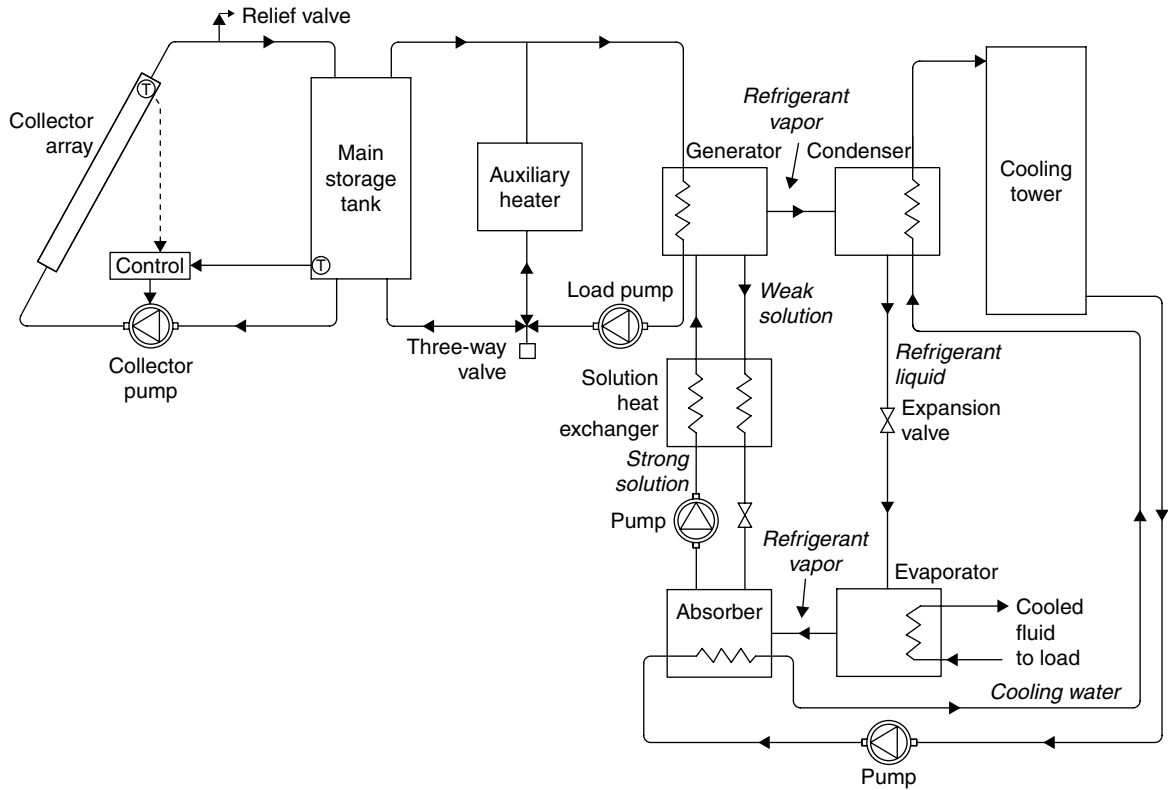 Relief valve
Collector
array
T
Main
storage
tank
Auxiliary
heater
Refrigerant
vapor
Generator
Condenser
Cooling
tower
Control
T
Load pump
Weak
solution
Collector
pump
Three-way
valve
Solution
heat
exchanger
Refrigerant
liquid
Expansion
valve
Strong
solution
Pump
Refrigerant
vapor
Evaporator
Absorber
Cooled
fluid
to load
Cooling water
Pump